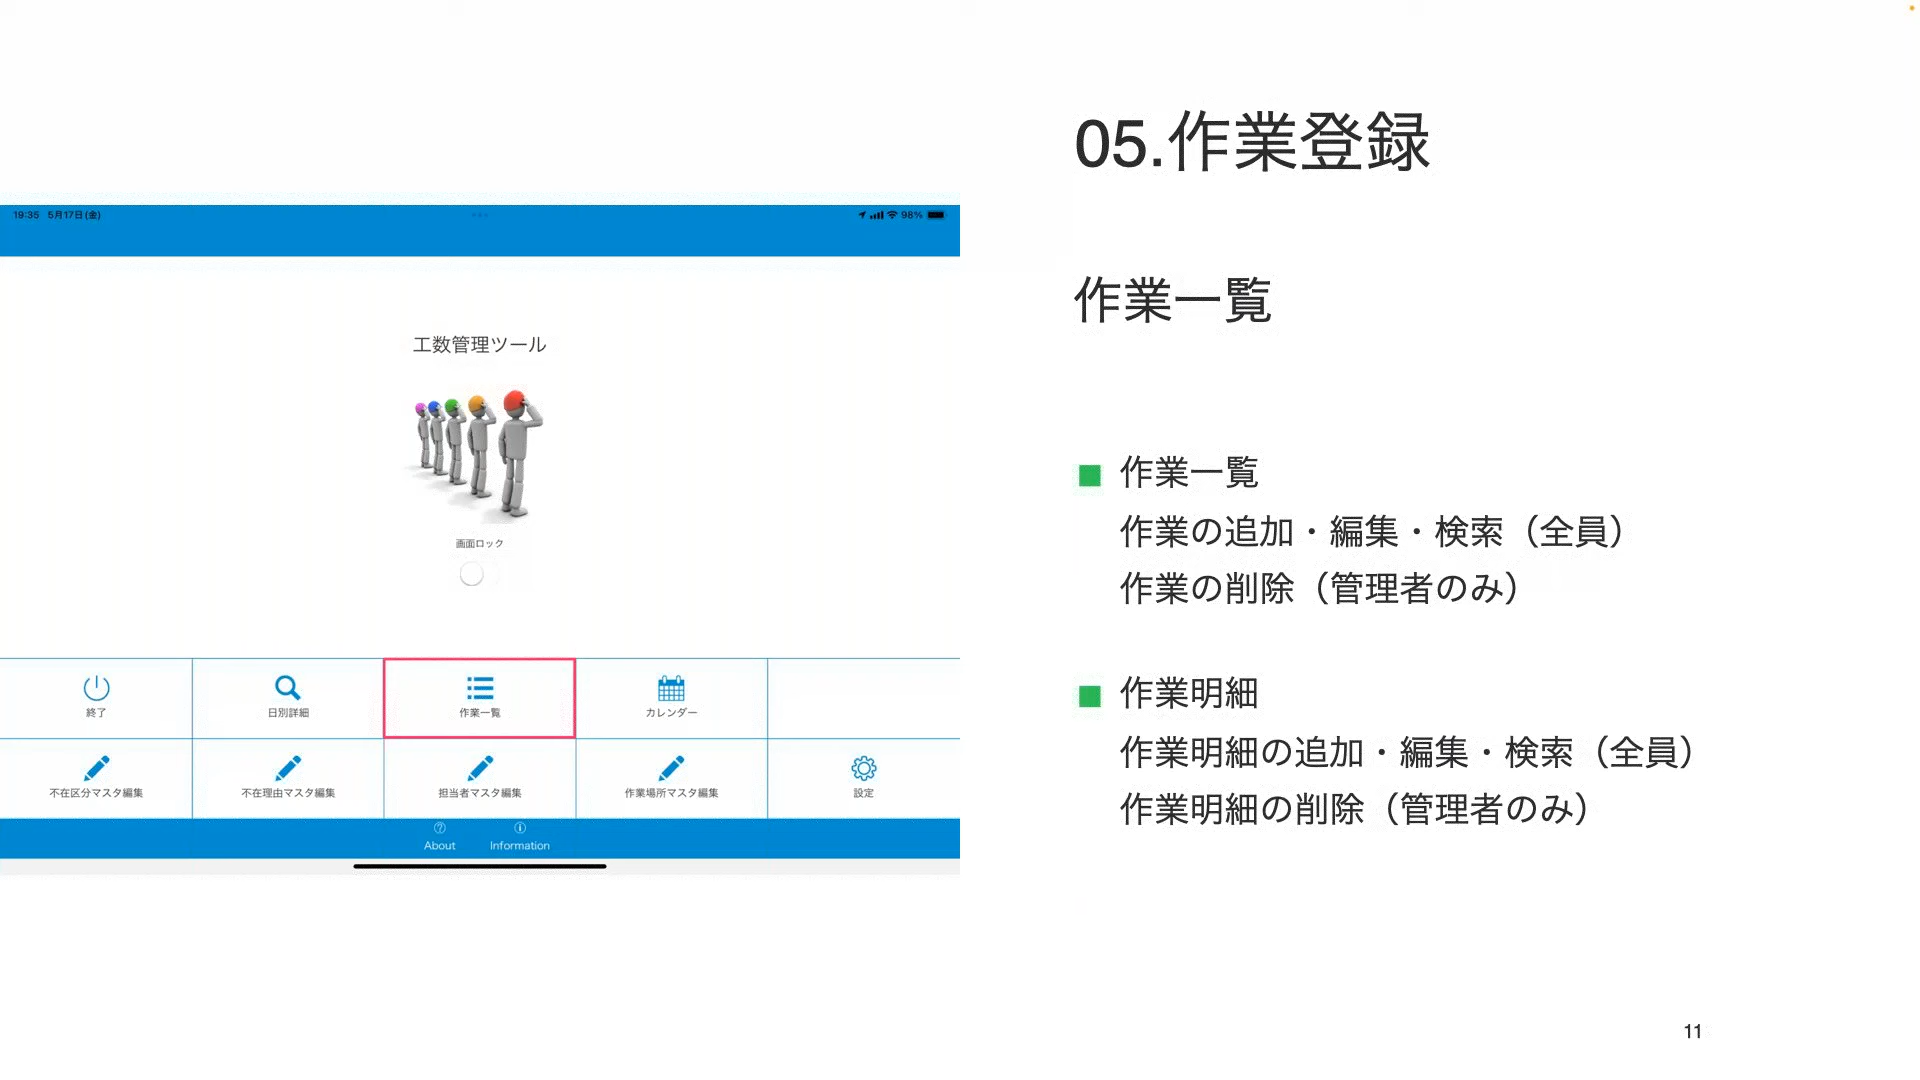 19:35 5月17日(金)
98%
工数管理ツール
画面ロック
終了
日別詳細
作業一覧
カレンダー
不在区分マスタ編集
不在理由マスタ編集
担当者マスタ編集
作業場所マスタ編集
設定
About
Information
05.作業登録
作業一覧
作業一覧
作業の追加・編集・検索（全員）
作業の削除（管理者のみ）
作業明細
作業明細の追加・編集・検索（全員）
作業明細の削除（管理者のみ）
11